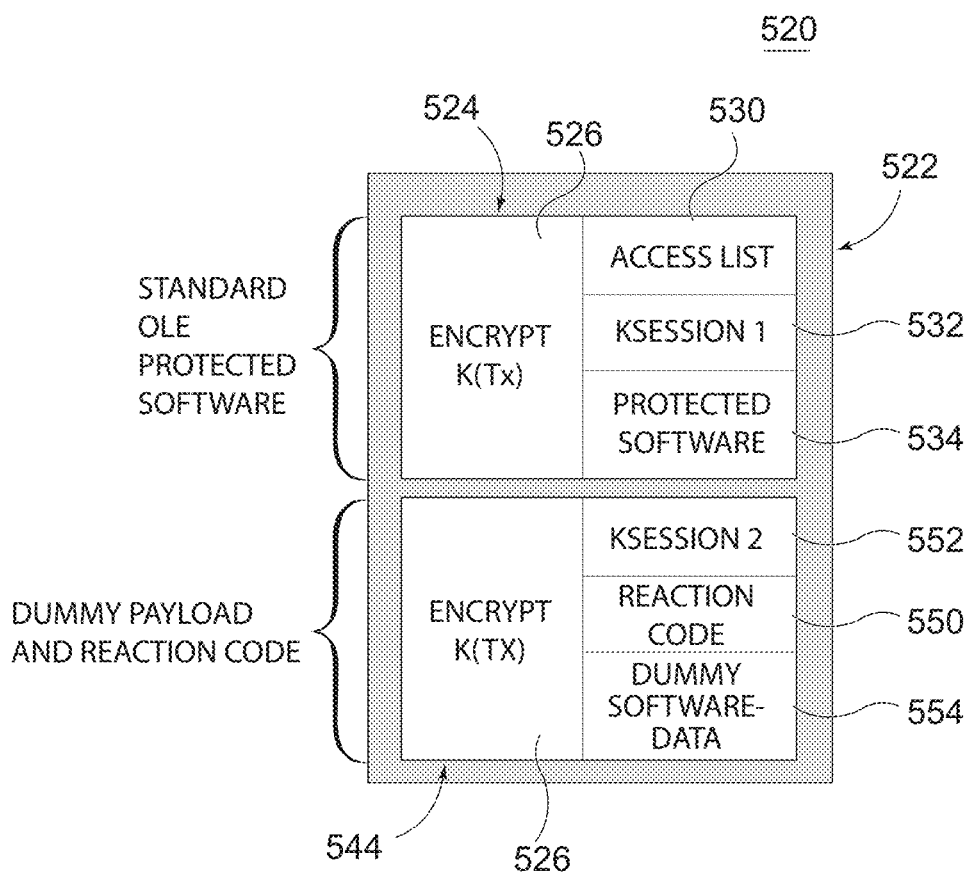 520
524
526
530
522
STANDARD
OLE
PROTECTED
SOFTWARE
ENCRYPT
K(Tx)
ACCESS LIST
KSESSION 1
532
PROTECTED
SOFTWARE
534
DUMMY PAYLOAD
AND REACTION CODE
ENCRYPT
K(TX)
KSESSION 2
552
REACTION
CODE
550
DUMMY
SOFTWARE-
DATA
554
544
526